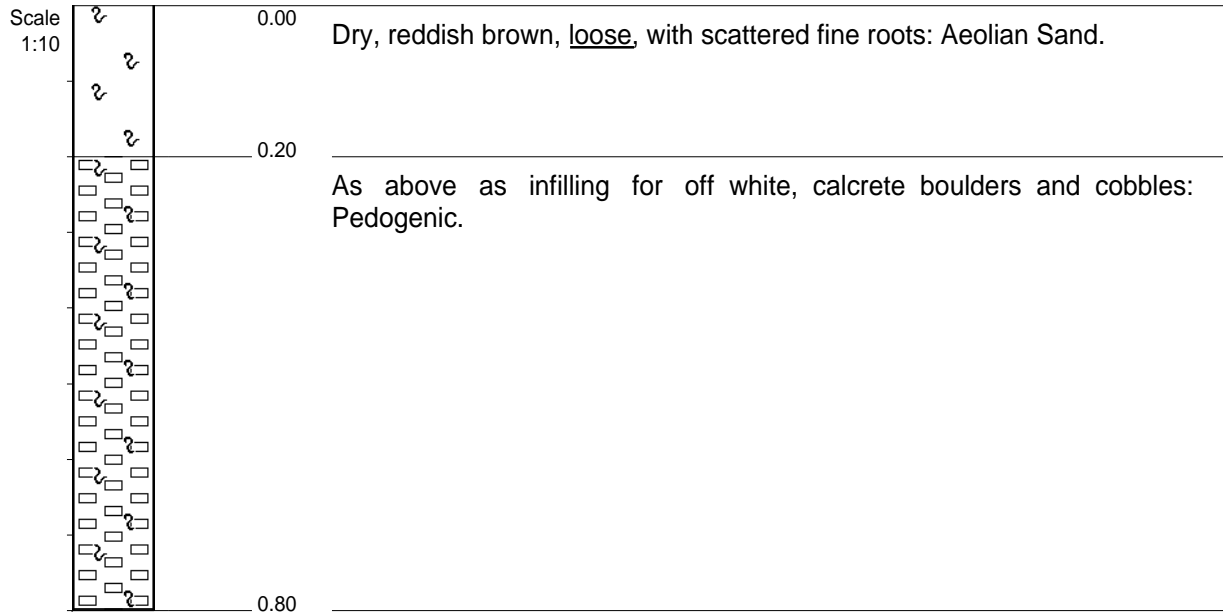 Scale
1:10
0.00
Dry, reddish brown, loose, with scattered fine roots: Aeolian Sand.
0.20
As above as infilling for off white, calcrete boulders and cobbles:
Pedogenic.
0.80